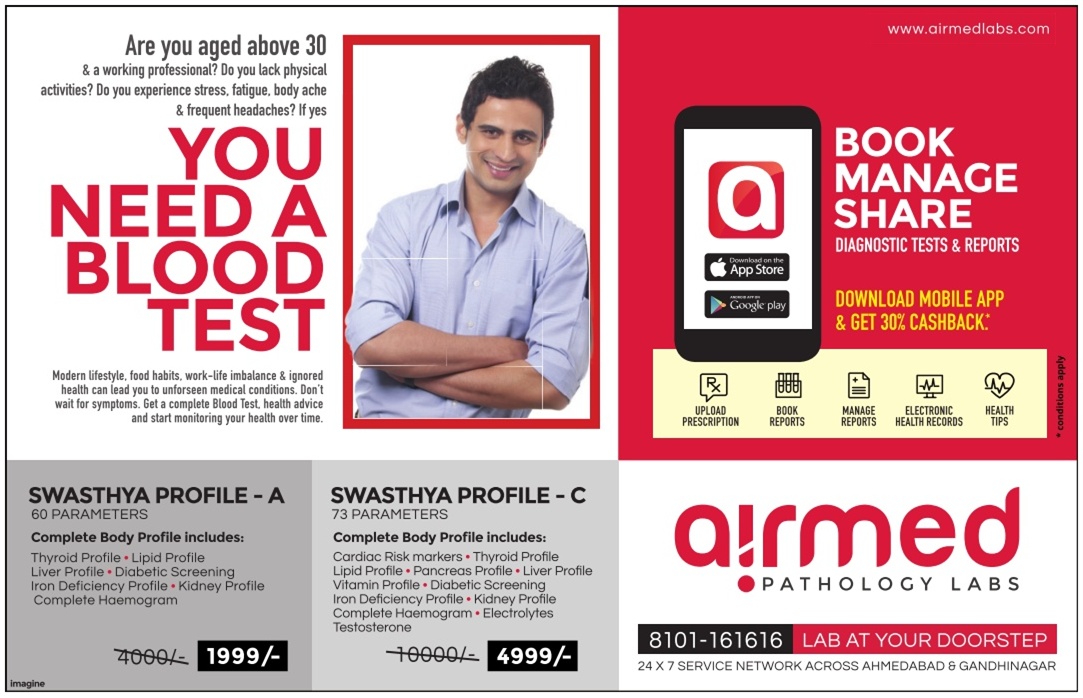 Are you aged above 30
& a working professional? Do you lack physical
activities? Do you experience stress, fatigue, body ache
& frequent headaches? If yes
YOU
NEED A
BLOOD
TEST
Modern lifestyle, food habits, work-life imbalance & ignored
health can lead you to unforseen medical conditions. Don't
wait for symptoms. Get a complete Blood Test, health advice
and start monitoring your health over time.
www.airmedlabs.com
a
Download on the
App Store
ANDROID APP ON
Google play
BOOK
MANAGE
SHARE
DIAGNOSTIC TESTS & REPORTS
DOWNLOAD MOBILE APP
& GET 30% CASHBACK.*
UPLOAD
PRESCRIPTION
BOOK
REPORTS
MANAGE
REPORTS
ELECTRONIC
HEALTH RECORDS
HEALTH
TIPS
* conditions apply
SWASTHYA PROFILE - A
60 PARAMETERS
Complete Body Profile includes:
Thyroid Profile • Lipid Profile
Liver Profile • Diabetic Screening
Iron Deficiency Profile • Kidney Profile
Complete Haemogram
4000/- 1999/-
SWASTHYA PROFILE - C
73 PARAMETERS
Complete Body Profile includes:
Cardiac Risk markers • Thyroid Profile
Lipid Profile • Pancreas Profile • Liver Profile
Vitamin Profile • Diabetic Screening
Iron Deficiency Profile • Kidney Profile
Complete Haemogram • Electrolytes
Testosterone
10000/- 4999/-
airmed
PATHOLOGY LABS
8101-161616 LAB AT YOUR DOORSTEP
24 X 7 SERVICE NETWORK ACROSS AHMEDABAD & GANDHINAGAR
imagine